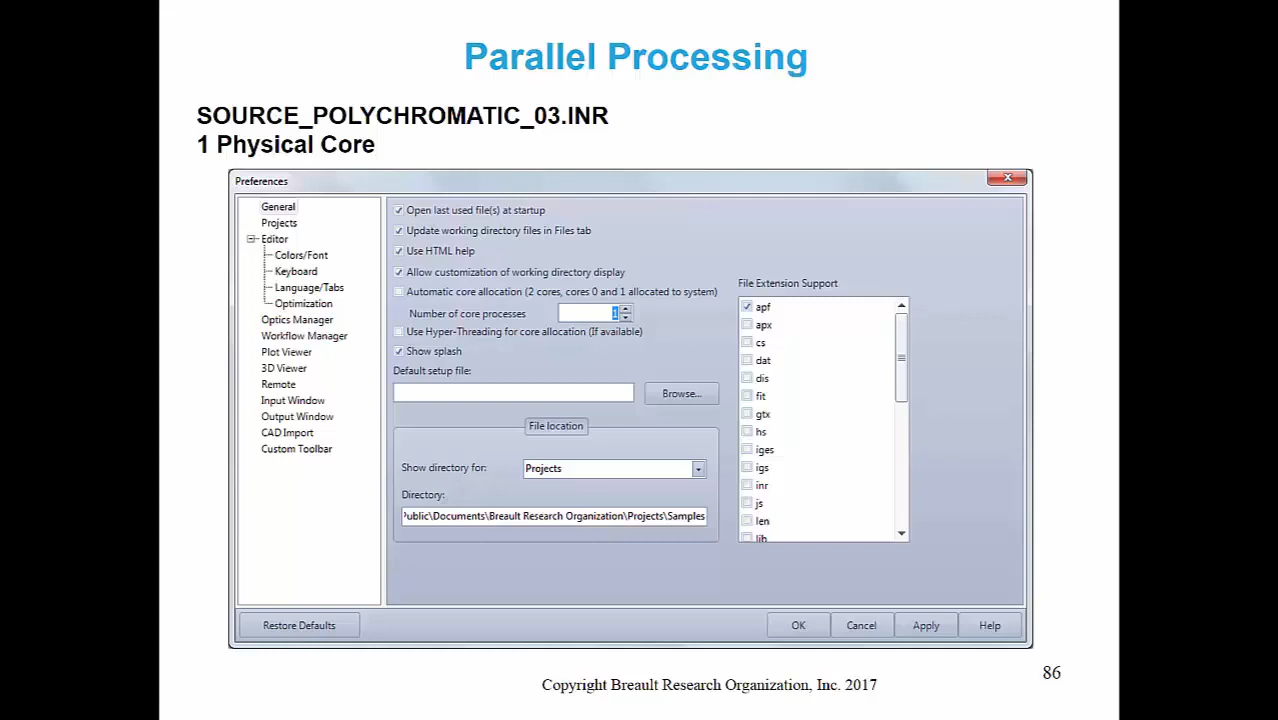 Parallel Processing
SOURCE_POLYCHROMATIC_03.INR
1 Physical Core
Preferences
General
Projects
Editor
Colors/Font
Keyboard
Language/Tabs
Optimization
Optics Manager
Workflow Manager
Plot Viewer
3D Viewer
Remote
Input Window
Output Window
CAD Import
Custom Toolbar
Open last used file(s) at startup
Update working directory files in Files tab
Use HTML help
Allow customization of working directory display
Automatic core allocation (2 cores, cores 0 and 1 allocated to system)
Number of core processes 1
Use Hyper-Threading for core allocation (If available)
Show splash
Default setup file:
Browse...
File location
Show directory for: Projects
Directory:
Public\Documents\Breault Research Organization\Projects\Samples
File Extension Support
apf
apx
cs
dat
dis
fit
gtx
hs
iges
igs
inr
js
len
lib
Restore Defaults
OK Cancel Apply Help
86
Copyright Breault Research Organization, Inc. 2017